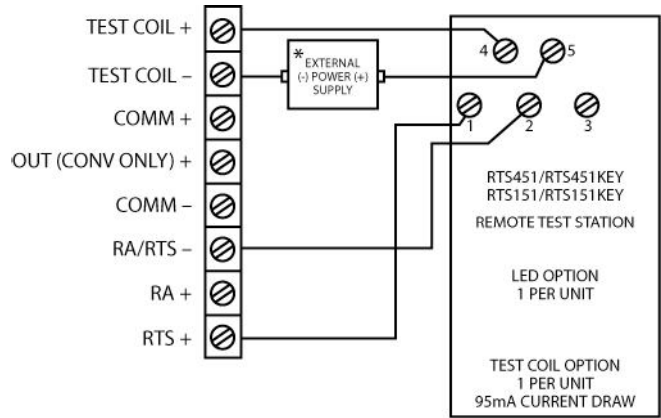 TEST COIL +
TEST COIL –
COMM +
OUT (CONV ONLY) +
COMM –
RA/RTS –
RA +
RTS +
*
EXTERNAL
(-) POWER (+)
SUPPLY
4
5
1
2
3
RTS451/RTS451KEY
RTS151/RTS151KEY
REMOTE TEST STATION
LED OPTION
1 PER UNIT
TEST COIL OPTION
1 PER UNIT
95mA CURRENT DRAW